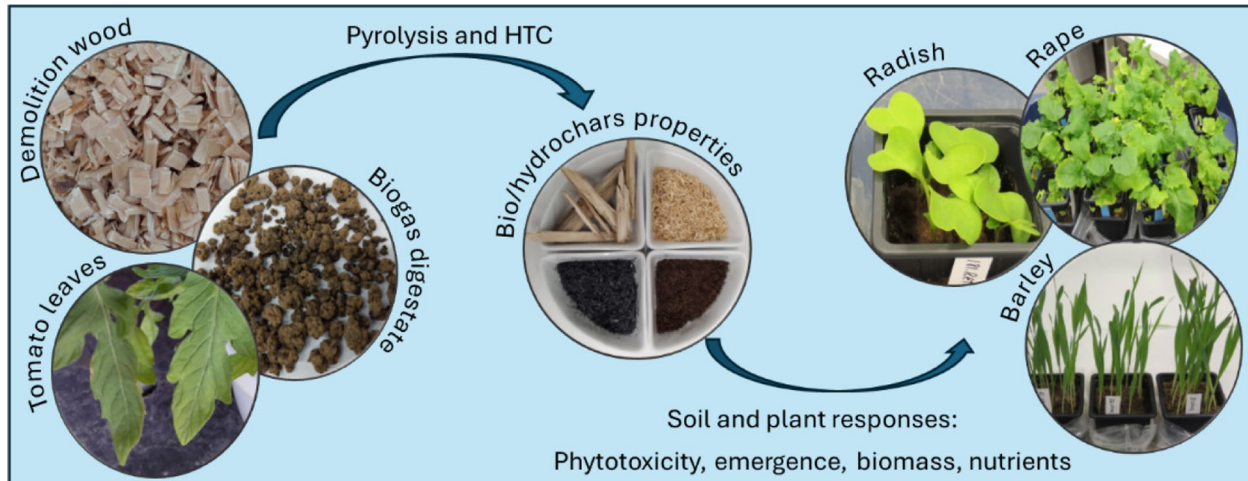 Demolition wood
Pyrolysis and HTC
Biogas digestate
Tomato leaves
Bio/hydrochars properties
Radish
Rape
Barley
Soil and plant responses:
Phytotoxicity, emergence, biomass, nutrients